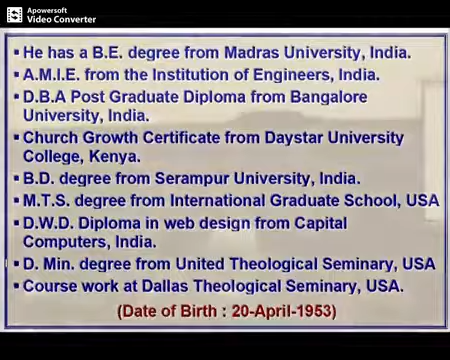 Apowersoft
Video Converter
▪ He has a B.E. degree from Madras University, India.
▪ A.M.I.E. from the Institution of Engineers, India.
▪ D.B.A Post Graduate Diploma from Bangalore
University, India.
▪ Church Growth Certificate from Daystar University
College, Kenya.
▪ B.D. degree from Serampur University, India.
▪ M.T.S. degree from International Graduate School, USA
▪ D.W.D. Diploma in web design from Capital
Computers, India.
▪ D. Min. degree from United Theological Seminary, USA
▪ Course work at Dallas Theological Seminary, USA.
(Date of Birth : 20-April-1953)